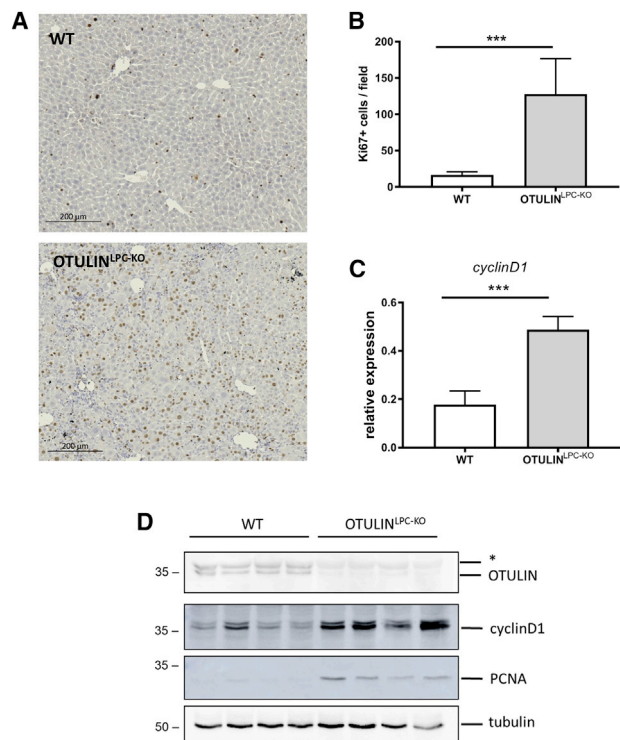 A
WT
200 µm
OTULIN^LPC-KO
200 µm
B
***
Ki67+ cells / field
200
150
100
50
0
WT
OTULIN^LPC-KO
C
cyclinD1
***
relative expression
0.6
0.4
0.2
0.0
WT
OTULIN^LPC-KO
D
WT
OTULIN^LPC-KO
*
35 –
OTULIN
35 –
cyclinD1
35 –
PCNA
50 –
tubulin